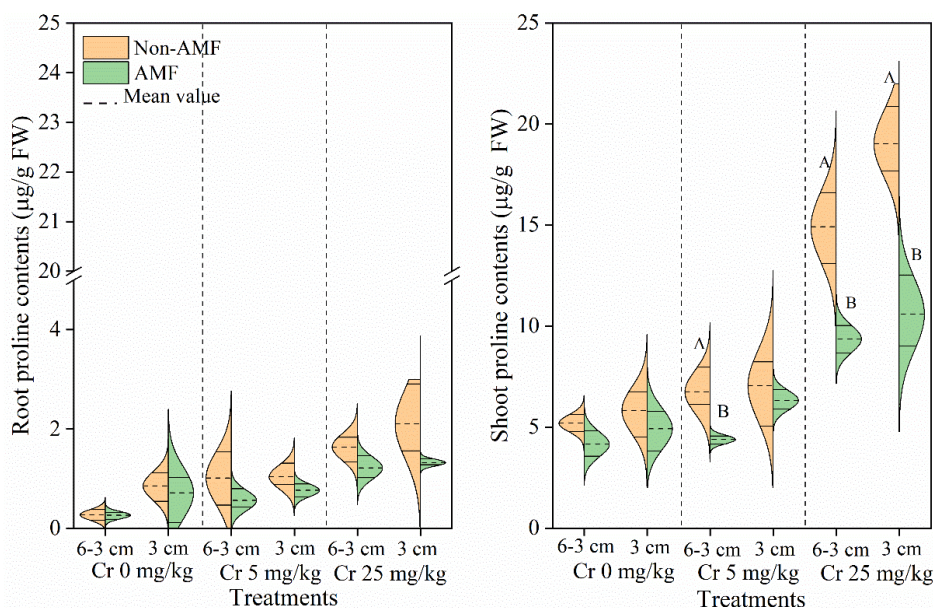 Root proline contents (µg/g FW)
25
24
23
22
21
20
4
2
0
Non-AMF
AMF
Mean value
6-3 cm 3 cm 6-3 cm 3 cm 6-3 cm 3 cm
Cr 0 mg/kg Cr 5 mg/kg Cr 25 mg/kg
Treatments
Shoot proline contents (µg/g FW)
25
20
15
10
5
0
A
B
A
B
A
B
6-3 cm 3 cm 6-3 cm 3 cm 6-3 cm 3 cm
Cr 0 mg/kg Cr 5 mg/kg Cr 25 mg/kg
Treatments